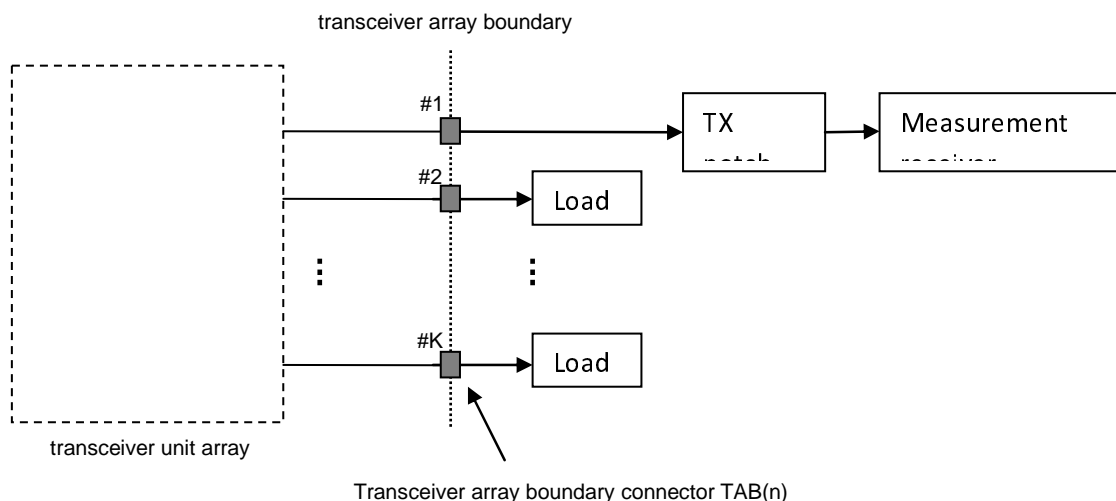 transceiver array boundary
#1
TX
Measurement
#2
Load
#K
Load
transceiver unit array
Transceiver array boundary connector TAB(n)